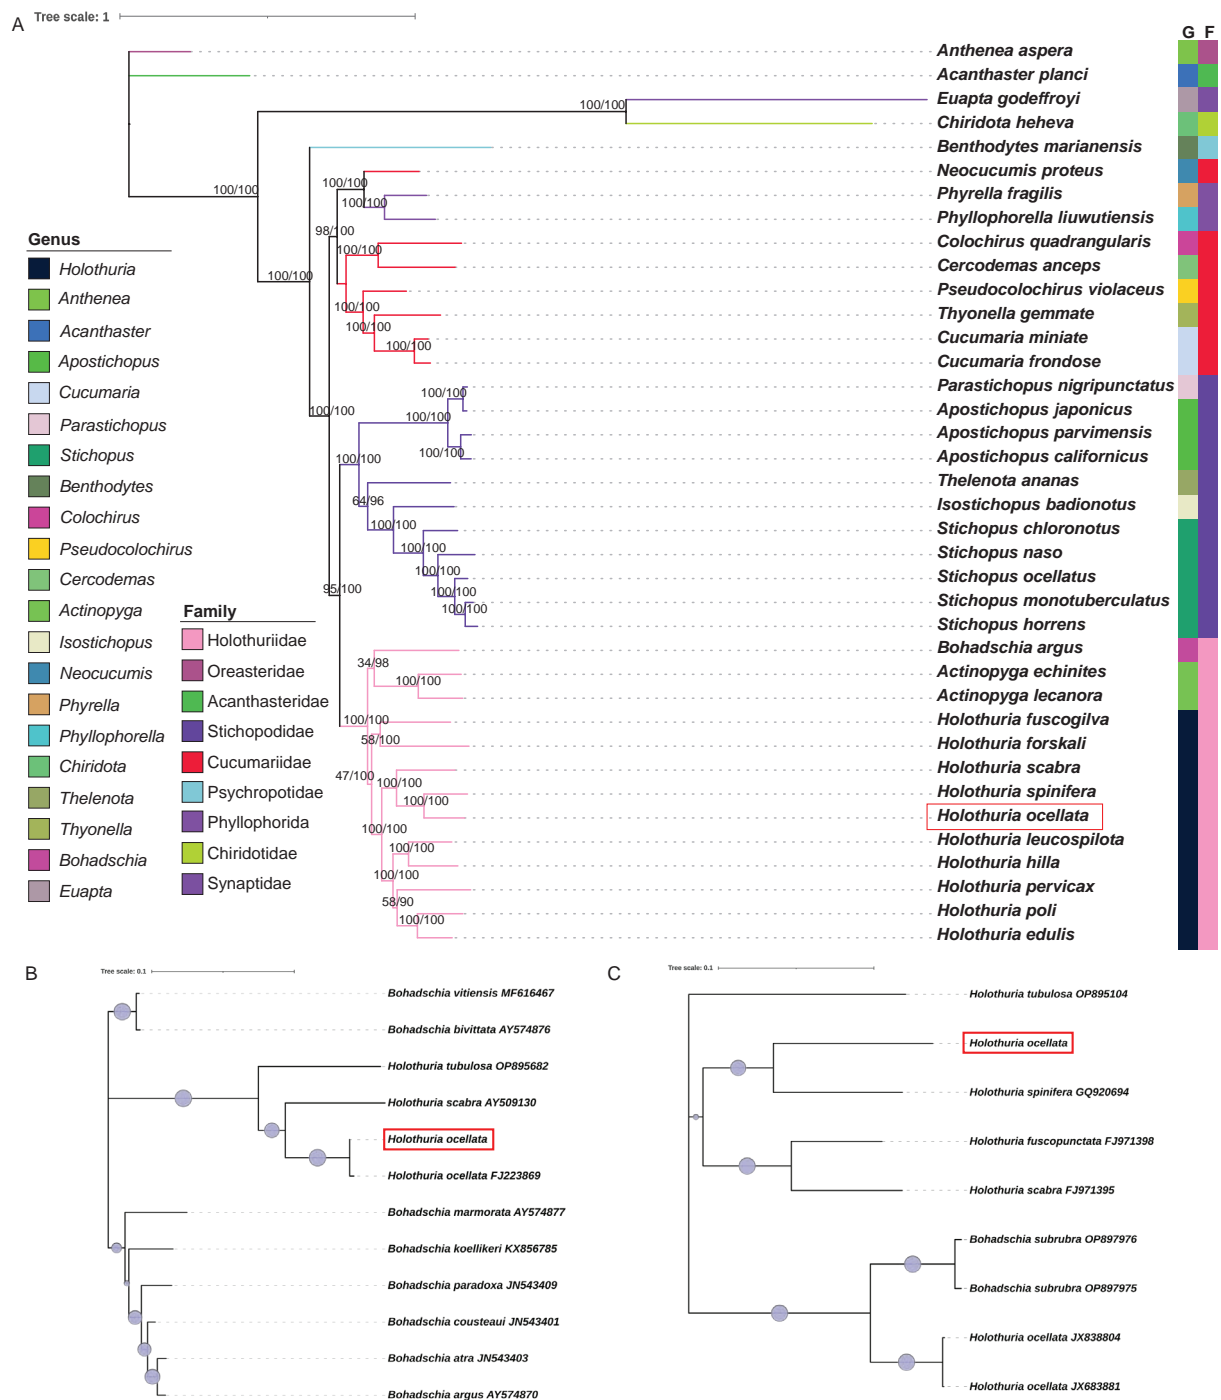 A
Tree scale: 1
G F
Anthenea aspera
Acanthaster planci
100/100
Euapta godeffroyi
Chiridota heheva
Benthodytes marianensis
Neocucumis proteus
100/100
100/100
Phyrella fragilis
100/100
Phyllophorella liuwutiensis
98/100
Colochirus quadrangularis
100/100
Cercodemas anceps
100/100
Pseudocolochirus violaceus
100/100
Thyonella gemmate
100/100
Cucumaria miniate
100/100
Cucumaria frondose
Parastichopus nigripunctatus
100/100
Apostichopus japonicus
100/100
100/100
Apostichopus parvimensis
100/100
Apostichopus californicus
100/100
Thelenota ananas
64/96
Isostichopus badionotus
100/100
Stichopus chloronotus
100/100
Stichopus naso
100/100
Stichopus ocellatus
95/100
100/100
Stichopus monotuberculatus
100/100
Stichopus horrens
Bohadschia argus
34/98
Actinopyga echinites
100/100
Actinopyga lecanora
100/100
Holothuria fuscogilva
58/100
Holothuria forskali
47/100
Holothuria scabra
100/100
Holothuria spinifera
100/100
Holothuria ocellata
100/100
Holothuria leucospilota
100/100
Holothuria hilla
100/100
Holothuria pervicax
58/90
Holothuria poli
100/100
Holothuria edulis
Genus
Holothuria
Anthenea
Acanthaster
Apostichopus
Cucumaria
Parastichopus
Stichopus
Benthodytes
Colochirus
Pseudocolochirus
Cercodemas
Actinopyga
Isostichopus
Neocucumis
Phyrella
Phyllophorella
Chiridota
Thelenota
Thyonella
Bohadschia
Euapta
Family
Holothuriidae
Oreasteridae
Acanthasteridae
Stichopodidae
Cucumariidae
Psychropotidae
Phyllophorida
Chiridotidae
Synaptidae
B
Tree scale: 0.1
Bohadschia vitiensis MF616467
Bohadschia bivittata AY574876
Holothuria tubulosa OP895682
Holothuria scabra AY509130
Holothuria ocellata
Holothuria ocellata FJ223869
Bohadschia marmorata AY574877
Bohadschia koellikeri KX856785
Bohadschia paradoxa JN543409
Bohadschia cousteaui JN543401
Bohadschia atra JN543403
Bohadschia argus AY574870
C
Tree scale: 0.1
Holothuria tubulosa OP895104
Holothuria ocellata
Holothuria spinifera GQ920694
Holothuria fuscopunctata FJ971398
Holothuria scabra FJ971395
Bohadschia subrubra OP897976
Bohadschia subrubra OP897975
Holothuria ocellata JX838804
Holothuria ocellata JX683881